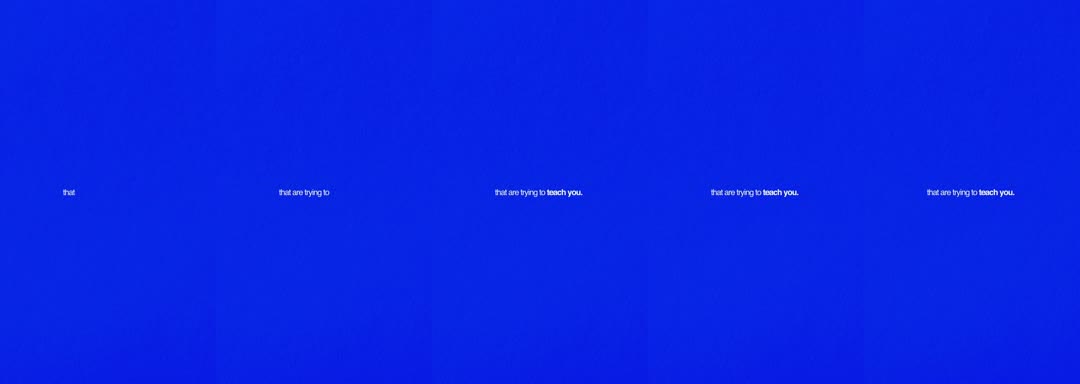 that
that are trying to
that are trying to teach you.
that are trying to teach you.
that are trying to teach you.